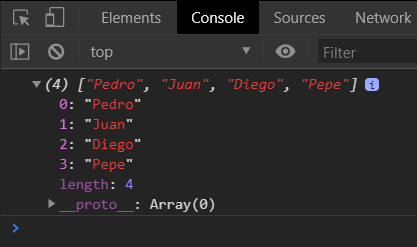 Elements Console Sources Network
top ▼ Filter
▼(4) ["Pedro", "Juan", "Diego", "Pepe"] i
0: "Pedro"
1: "Juan"
2: "Diego"
3: "Pepe"
length: 4
▶__proto__: Array(0)
>